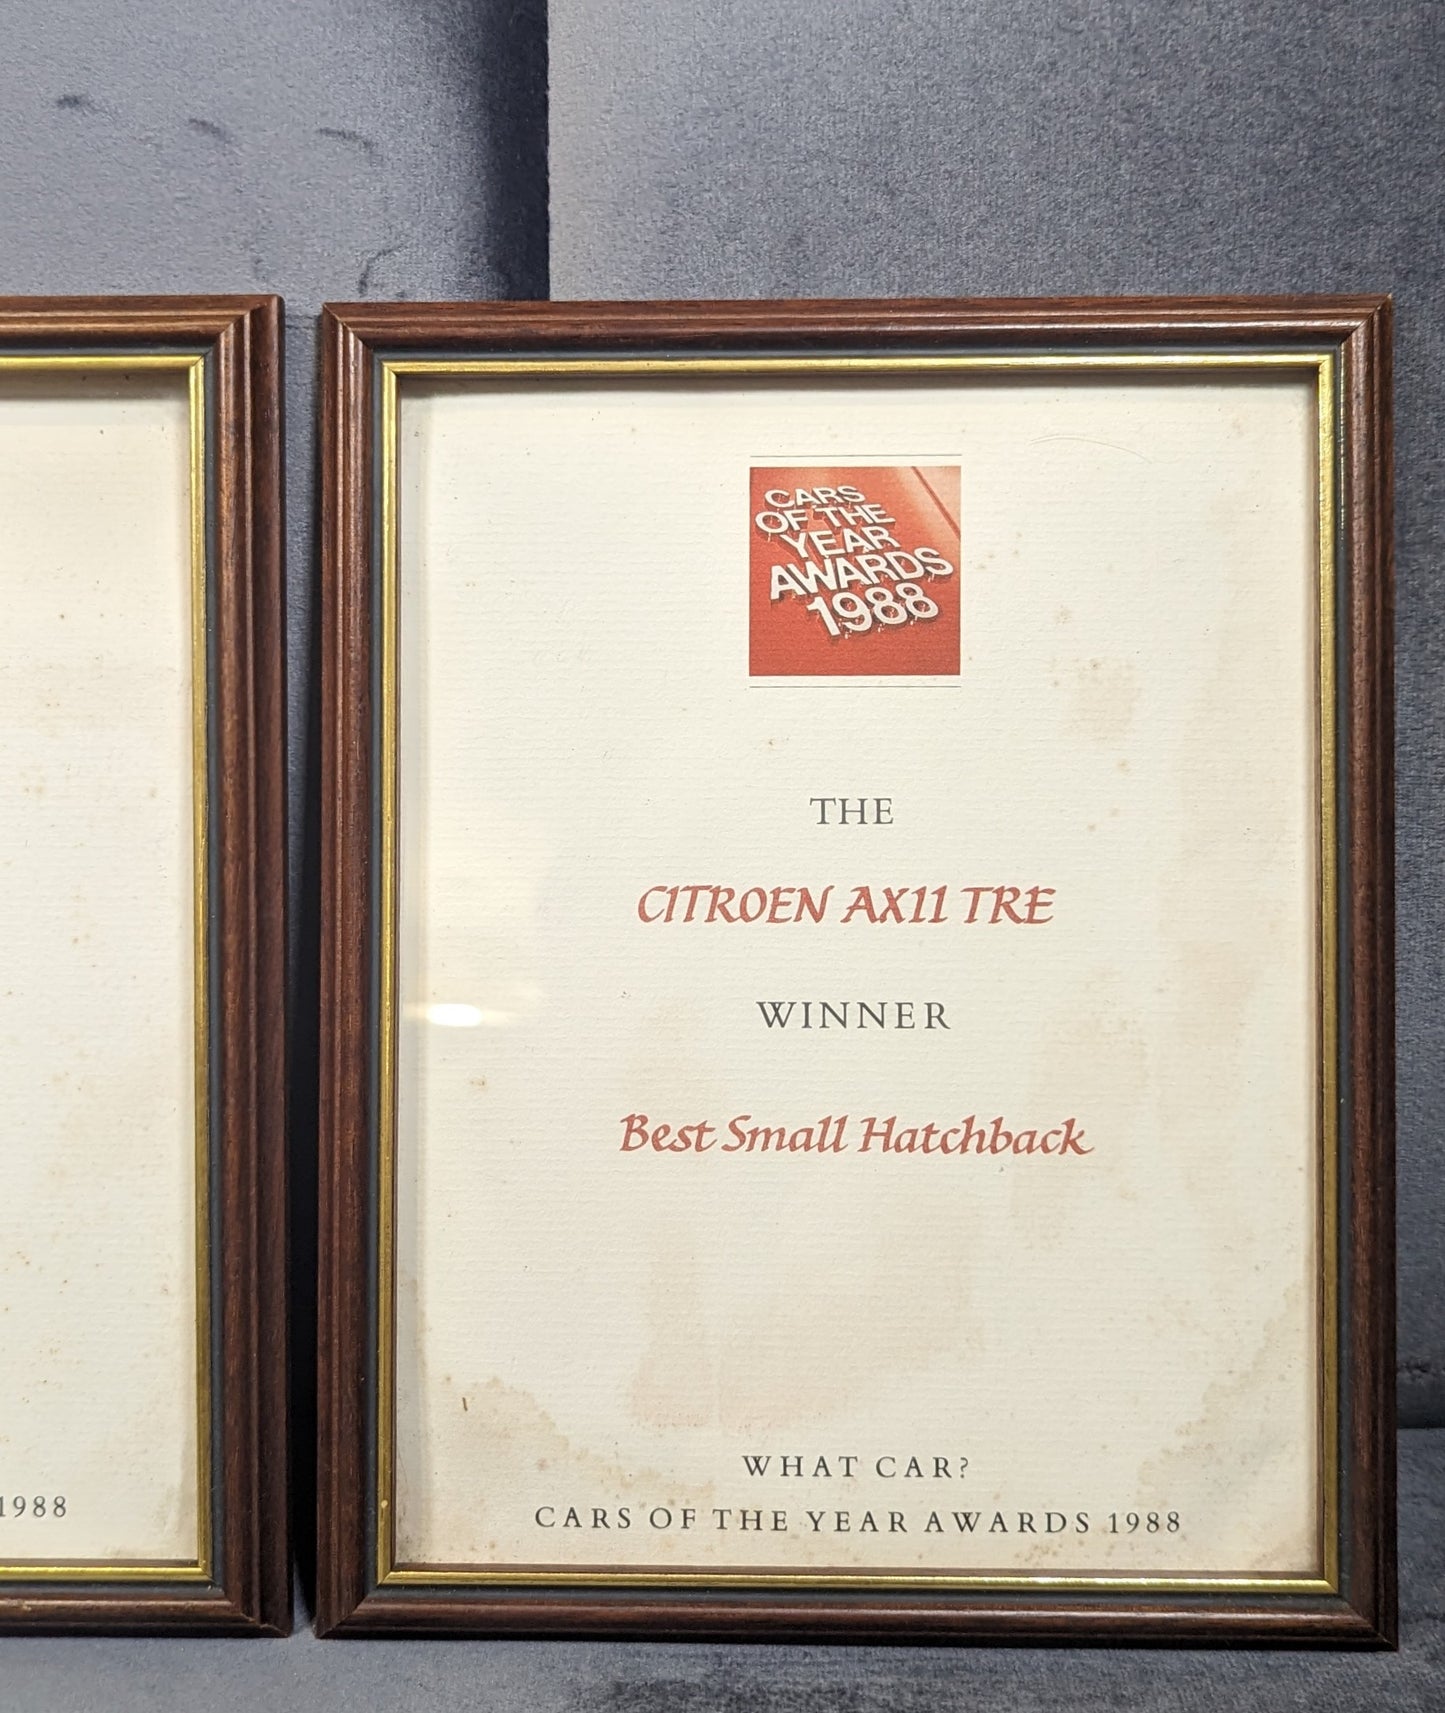 CARS
OF THE
YEAR
AWARDS
1988
THE
CITROEN AX11 TRE
WINNER
Best Small Hatchback
WHAT CAR?
CARS OF THE YEAR AWARDS 1988
1988